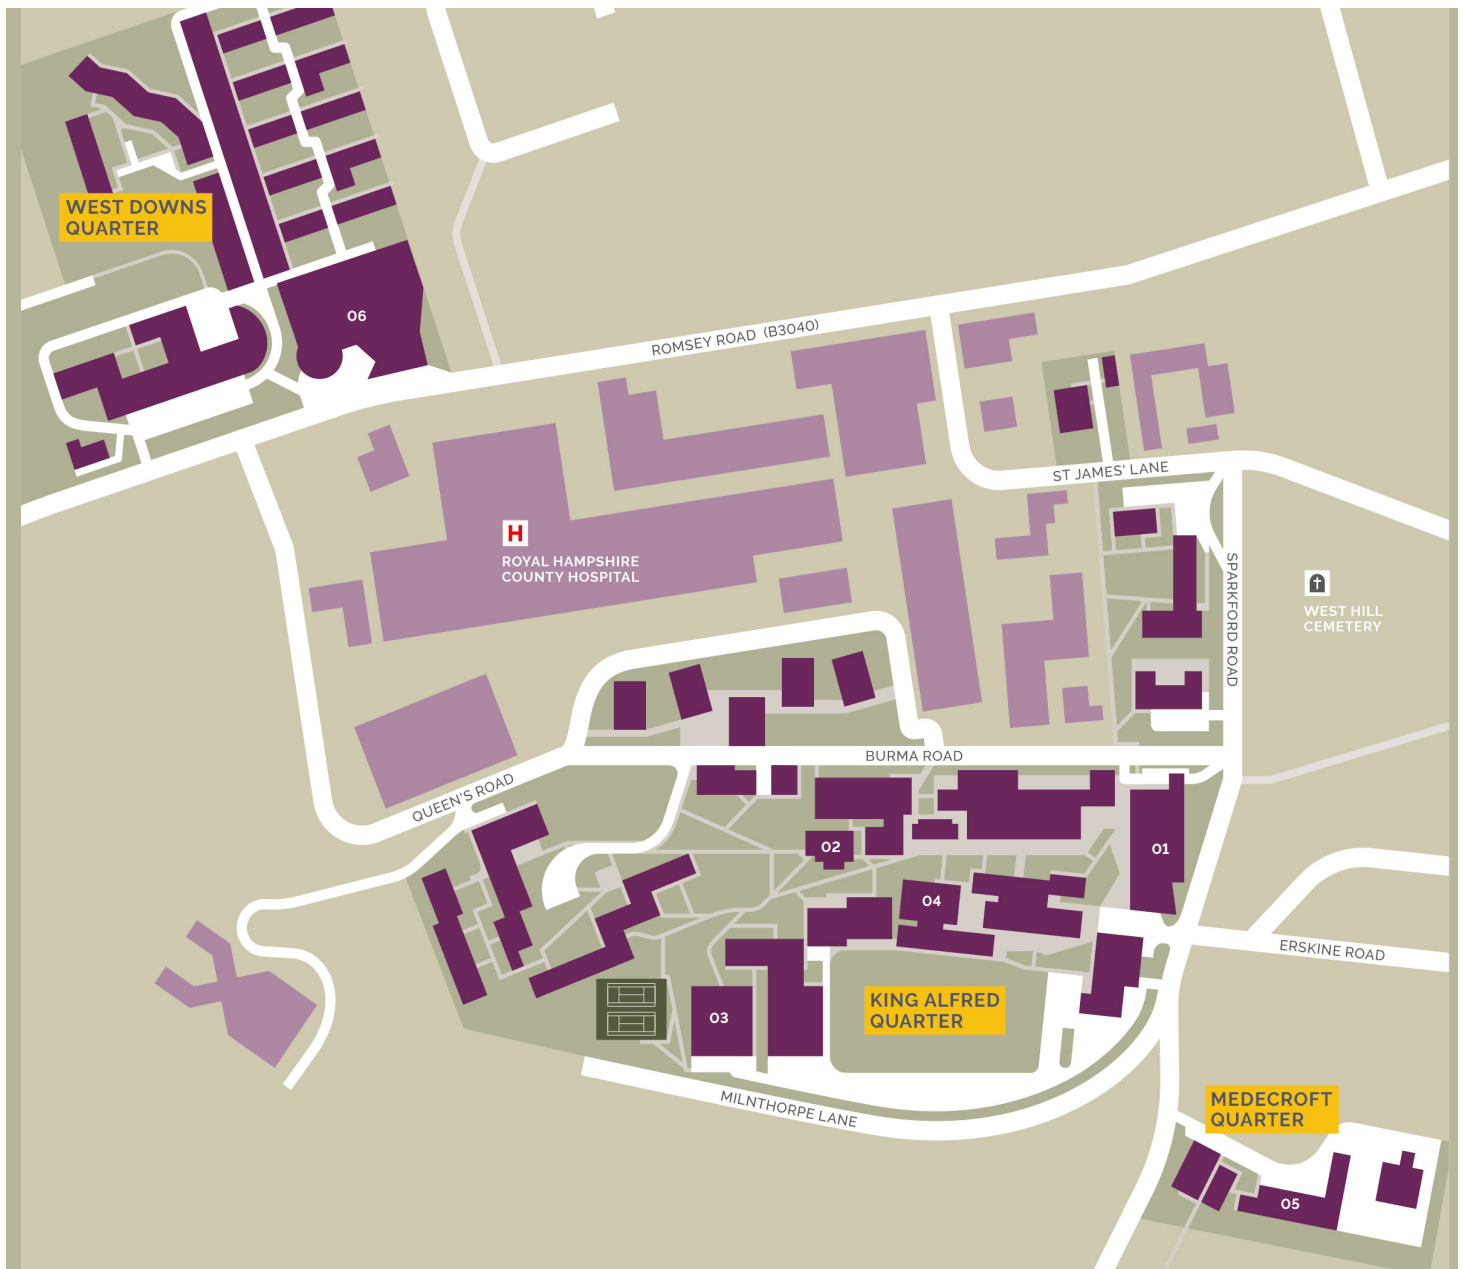 WEST DOWNS
QUARTER
06
ROMSEY ROAD (B3040)
ST JAMES' LANE
H
ROYAL HAMPSHIRE
COUNTY HOSPITAL
SPARKFORD ROAD
WEST HILL
CEMETERY
BURMA ROAD
QUEEN'S ROAD
02
01
04
ERSKINE ROAD
KING ALFRED
QUARTER
03
MILNTHORPE LANE
MEDECROFT
QUARTER
05